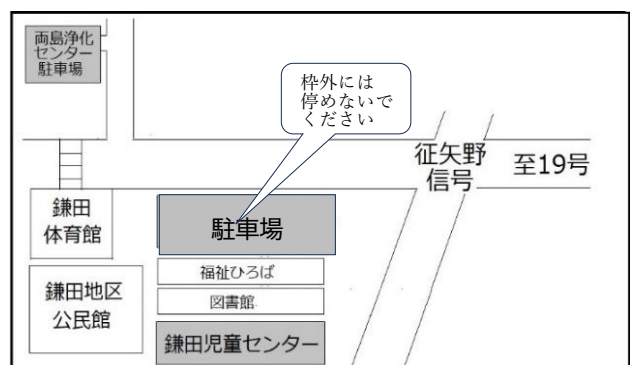 両島浄化
センター
駐車場
枠外には
停めないで
ください
征矢野
信号
至19号
鎌田
体育館
駐車場
福祉ひろば
図書館
鎌田地区
公民館
鎌田児童センター